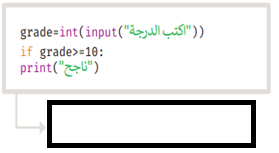 grade=int(input("اكتب الدرجة"))
if grade>=10:
print("ناجح")